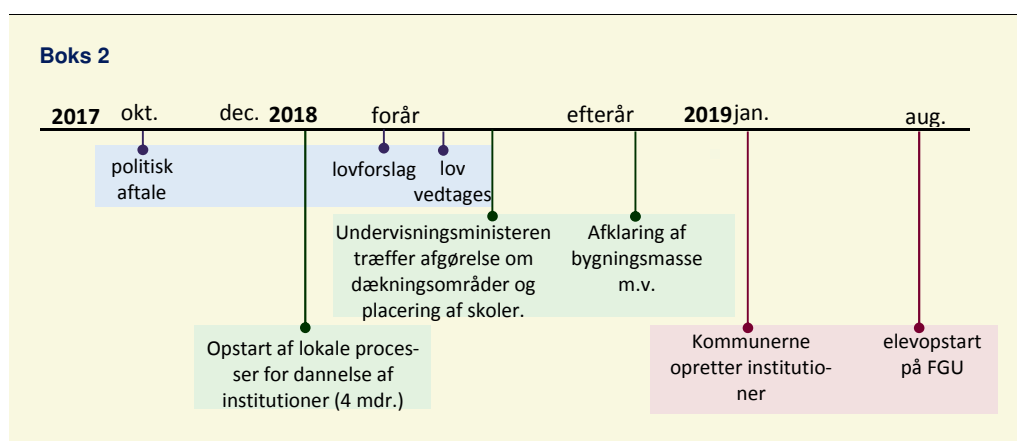 Boks 2
2017 okt. dec. 2018 forår efterår 2019 jan. aug.
politisk
aftale
lovforslag
lov
vedtages
Undervisningsministeren
træffer afgørelse om
dækningsområder og
placering af skoler.
Afklaring af
bygningsmasse
m.v.
Opstart af lokale proces-
ser for dannelse af
institutioner (4 mdr.)
Kommunerne
opretter institutio-
ner
elevopstart
på FGU